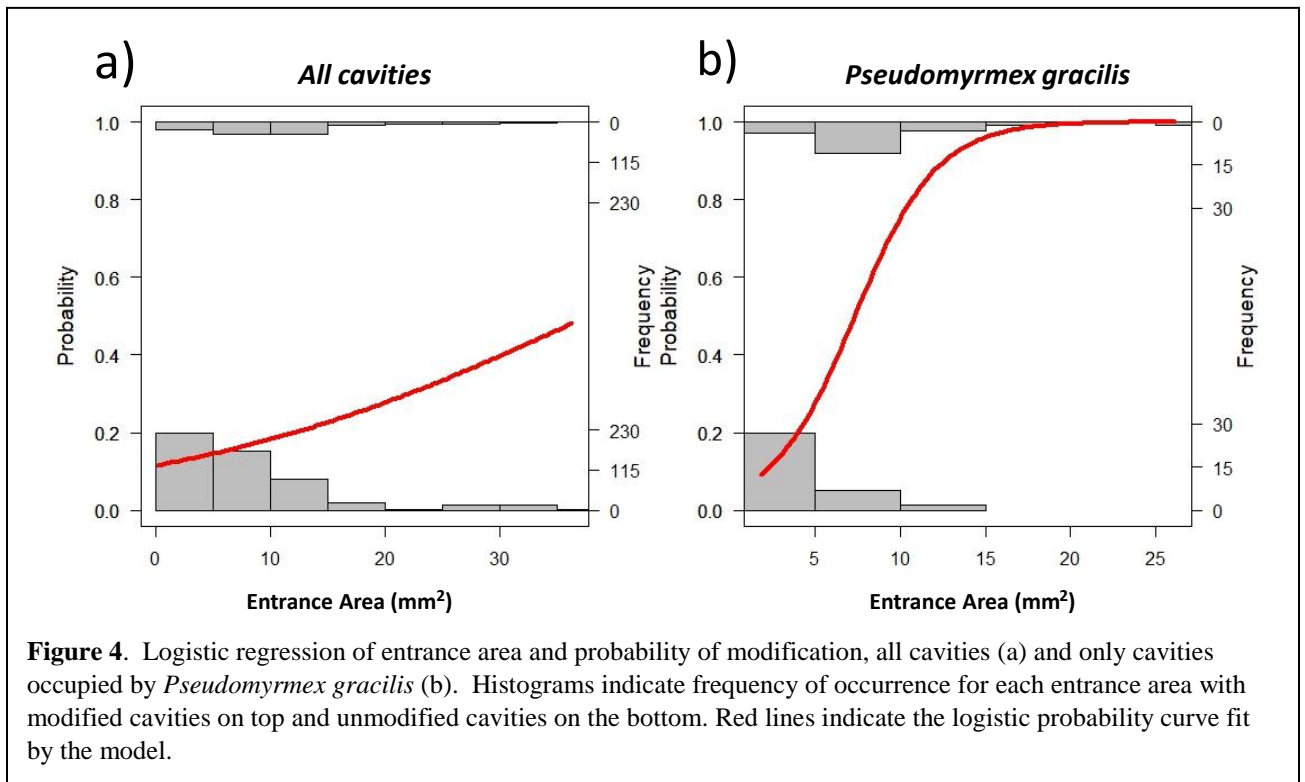 a)
All cavities
1.0
0.8
0.6
0.4
0.2
0.0
Probability
0
115
230
230
115
0
Frequency
0 10 20 30
Entrance Area (mm²)
b)
Pseudomyrmex gracilis
1.0
0.8
0.6
0.4
0.2
0.0
Probability
0
15
30
30
15
0
Frequency
5 10 15 20 25
Entrance Area (mm²)
Figure 4. Logistic regression of entrance area and probability of modification, all cavities (a) and only cavities
occupied by Pseudomyrmex gracilis (b). Histograms indicate frequency of occurrence for each entrance area with
modified cavities on top and unmodified cavities on the bottom. Red lines indicate the logistic probability curve fit
by the model.